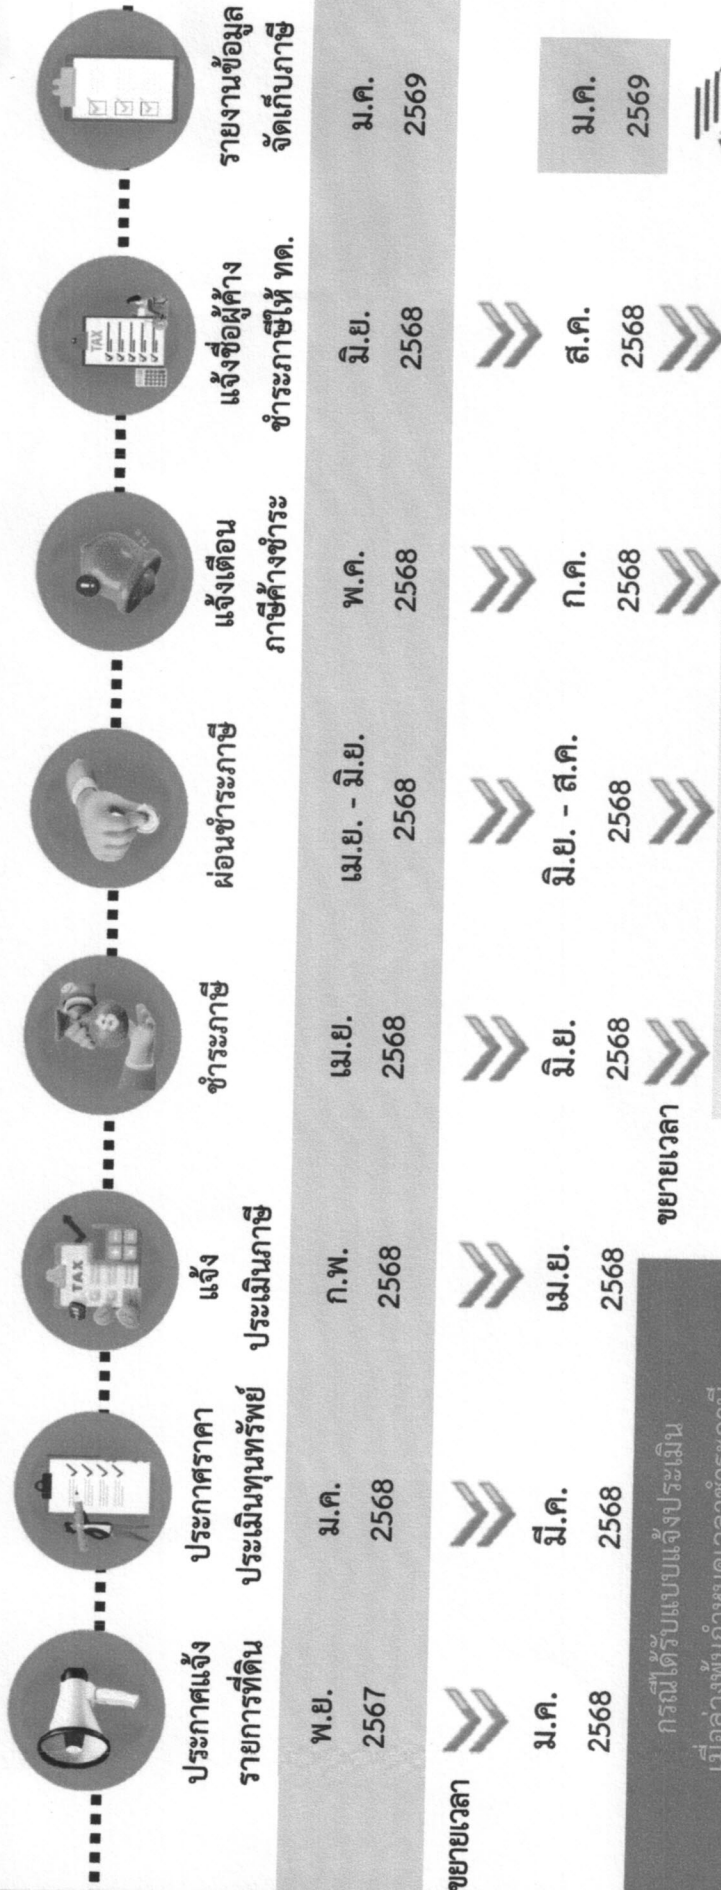 ประกาศแจ้ง
รายการที่ดิน
ประกาศราคา
ประเมินทุนทรัพย์
แจ้ง
ประเมินภาษี
ชำระภาษี
ผ่อนชำระภาษี
แจ้งเตือน
ภาษีค้างชำระ
แจ้งชื่อผู้ค้าง
ชำระภาษีให้ ทด.
รายงานข้อมูล
จัดเก็บภาษี
TAX
TAX
พ.ย.
2567
ม.ค.
2568
ก.พ.
2568
เม.ย.
2568
เม.ย. - มิ.ย.
2568
พ.ค.
2568
มิ.ย.
2568
ม.ค.
2569
ขยายเวลา
ม.ค.
2568
มี.ค.
2568
เม.ย.
2568
มิ.ย.
2568
มิ.ย. - ส.ค.
2568
ก.ค.
2568
ส.ค.
2568
ม.ค.
2569
ขยายเวลา
กรณีได้รับแบบแจ้งประเมิน